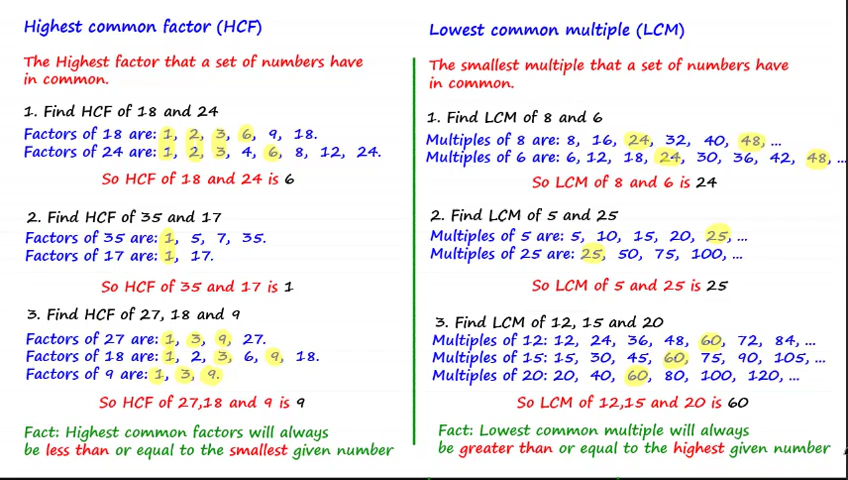 Highest common factor (HCF)
The Highest factor that a set of numbers have
in common.
1. Find HCF of 18 and 24
Factors of 18 are: 1, 2, 3, 6, 9, 18.
Factors of 24 are: 1, 2, 3, 4, 6, 8, 12, 24.
So HCF of 18 and 24 is 6
2. Find HCF of 35 and 17
Factors of 35 are: 1, 5, 7, 35.
Factors of 17 are: 1, 17.
So HCF of 35 and 17 is 1
3. Find HCF of 27, 18 and 9
Factors of 27 are: 1, 3, 9, 27.
Factors of 18 are: 1, 2, 3, 6, 9, 18.
Factors of 9 are: 1, 3, 9.
So HCF of 27,18 and 9 is 9
Fact: Highest common factors will always
be less than or equal to the smallest given number
Lowest common multiple (LCM)
The smallest multiple that a set of numbers have
in common.
1. Find LCM of 8 and 6
Multiples of 8 are: 8, 16, 24, 32, 40, 48, ...
Multiples of 6 are: 6, 12, 18, 24, 30, 36, 42, 48, ...
So LCM of 8 and 6 is 24
2. Find LCM of 5 and 25
Multiples of 5 are: 5, 10, 15, 20, 25, ...
Multiples of 25 are: 25, 50, 75, 100, ...
So LCM of 5 and 25 is 25
3. Find LCM of 12, 15 and 20
Multiples of 12: 12, 24, 36, 48, 60, 72, 84, ...
Multiples of 15: 15, 30, 45, 60, 75, 90, 105, ...
Multiples of 20: 20, 40, 60, 80, 100, 120, ...
So LCM of 12,15 and 20 is 60
Fact: Lowest common multiple will always
be greater than or equal to the highest given number